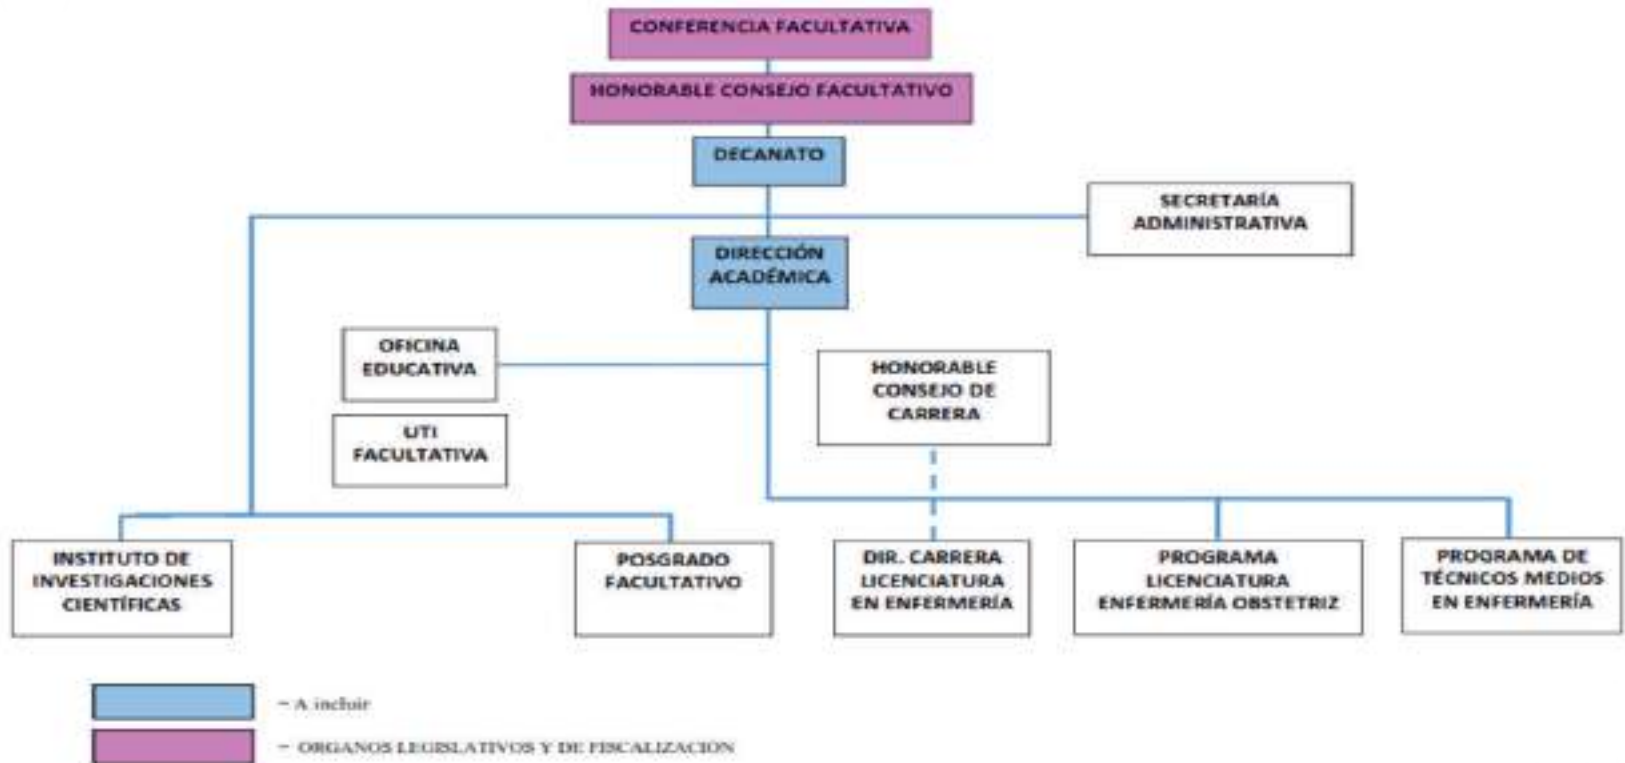 CONFERENCIA FACULTATIVA
HONORABLE CONSEJO FACULTATIVO
DECANATO
SECRETARÍA
ADMINISTRATIVA
DIRECCIÓN
ACADÉMICA
OFICINA
EDUCATIVA
HONORABLE
CONSEJO DE
CARRERA
UTI
FACULTATIVA
INSTITUTO DE
INVESTIGACIONES
CIENTÍFICAS
POSGRADO
FACULTATIVO
DIR. CARRERA
LICENCIATURA
EN ENFERMERÍA
PROGRAMA
LICENCIATURA
ENFERMERÍA OBSTETRIZ
PROGRAMA DE
TÉCNICOS MEDIOS
EN ENFERMERÍA
– A incluir
– ORGANOS LEGISLATIVOS Y DE FISCALIZACION